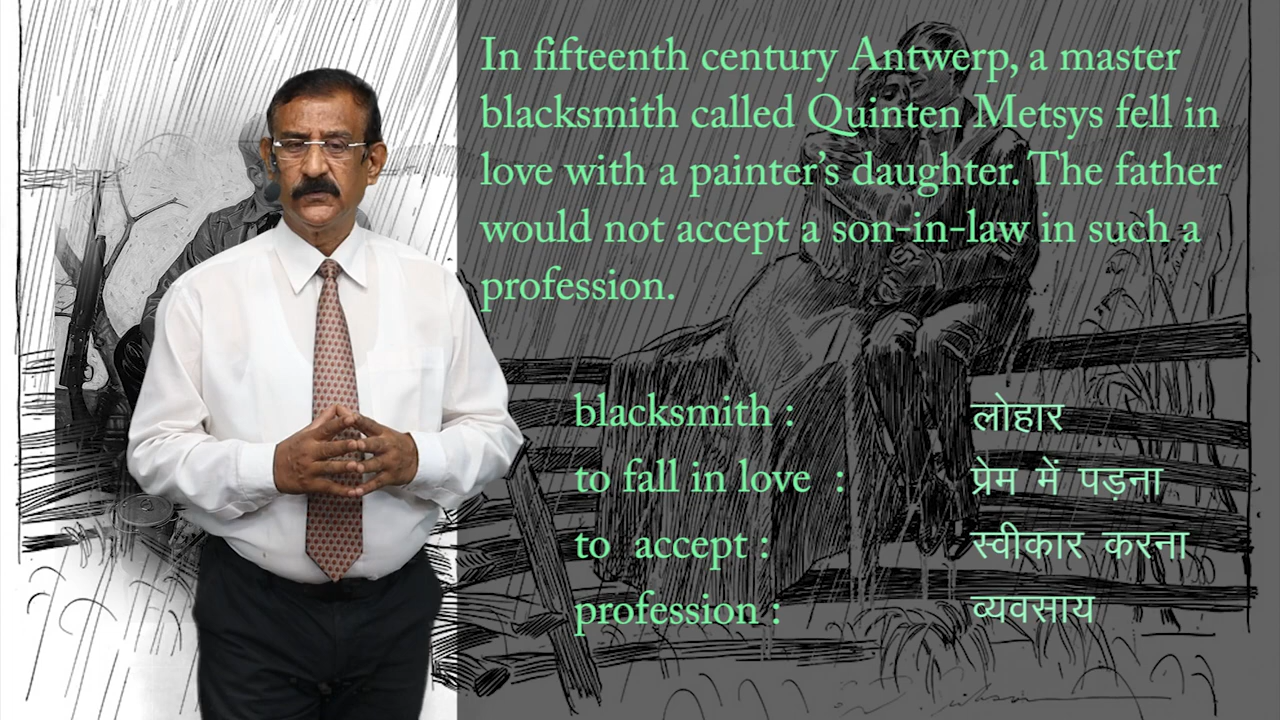 In fifteenth century Antwerp, a master
blacksmith called Quinten Metsys fell in
love with a painter’s daughter. The father
would not accept a son-in-law in such a
profession.
blacksmith : लोहार
to fall in love : प्रेम में पड़ना
to accept : स्वीकार करना
profession : व्यवसाय